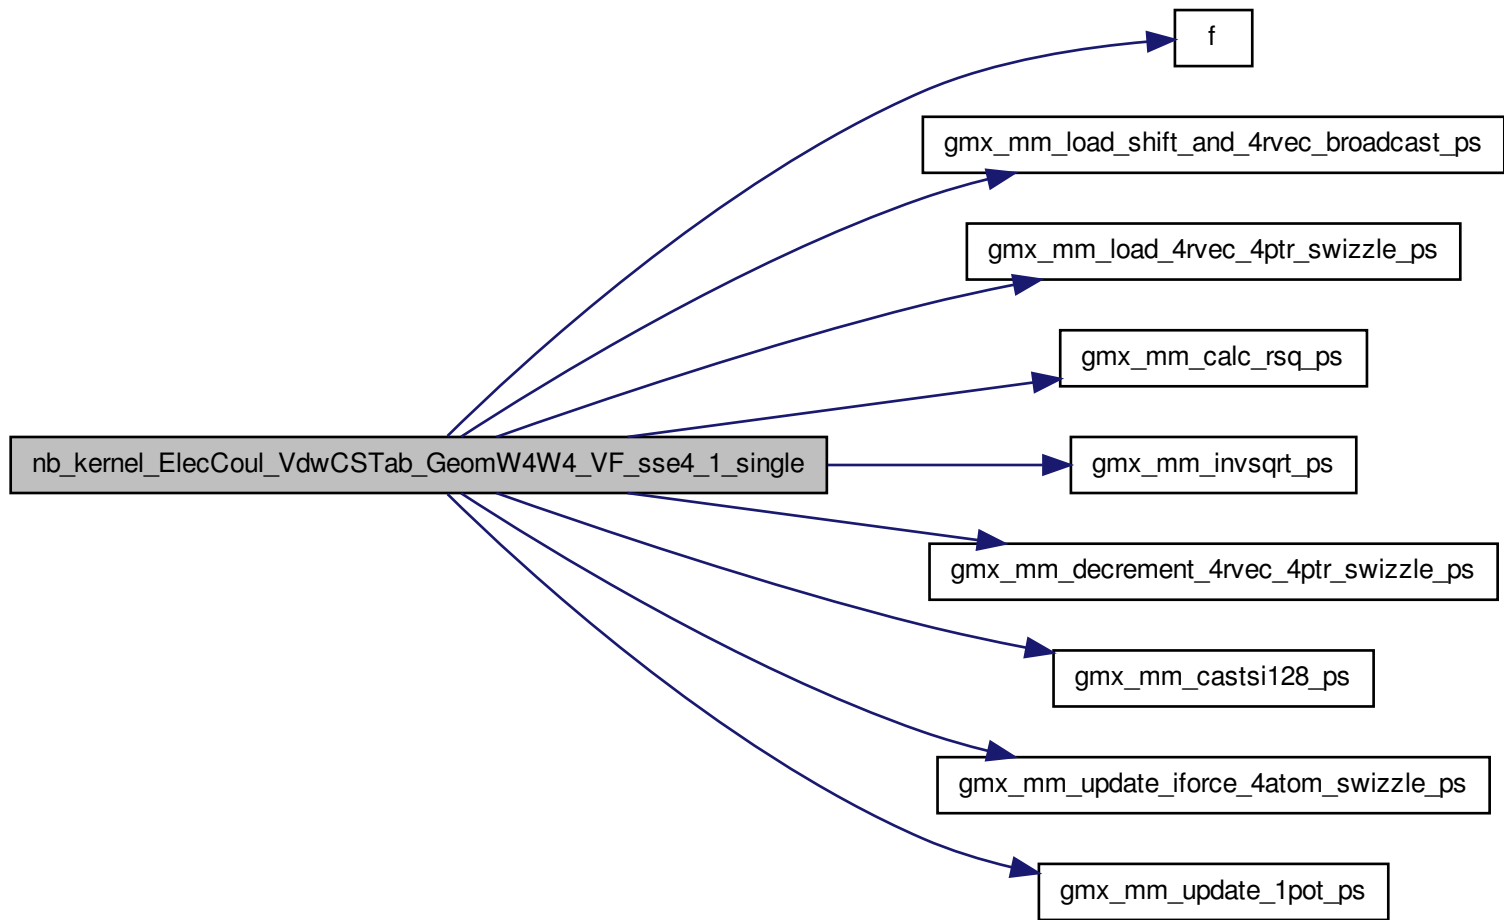 f
gmx_mm_load_shift_and_4rvec_broadcast_ps
gmx_mm_load_4rvec_4ptr_swizzle_ps
gmx_mm_calc_rsq_ps
nb_kernel_ElecCoul_VdwCSTab_GeomW4W4_VF_sse4_1_single
gmx_mm_invsqrt_ps
gmx_mm_decrement_4rvec_4ptr_swizzle_ps
gmx_mm_castsi128_ps
gmx_mm_update_iforce_4atom_swizzle_ps
gmx_mm_update_1pot_ps